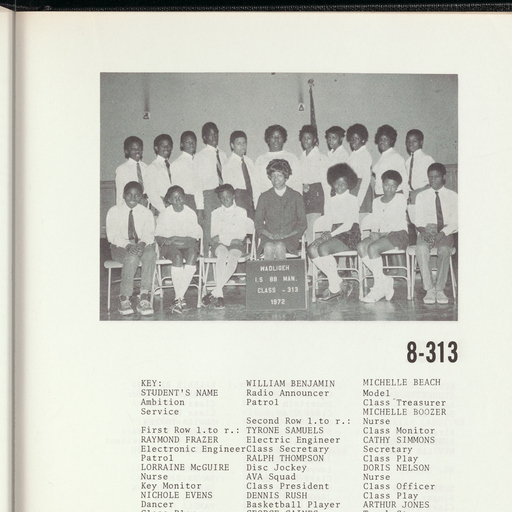 WADLIEGH
I.S 88 MAN.
CLASS - 313
1972
8-313
KEY:
STUDENT'S NAME
Ambition
Service
First Row l.to r.:
RAYMOND FRAZER
Electronic Engineer
Patrol
LORRAINE McGUIRE
Nurse
Key Monitor
NICHOLE EVENS
Dancer
WILLIAM BENJAMIN
Radio Announcer
Patrol
Second Row l.to r.:
TYRONE SAMUELS
Electric Engineer
Class Secretary
RALPH THOMPSON
Disc Jockey
AVA Squad
Class President
DENNIS RUSH
Basketball Player
GEORGE GAINES
MICHELLE BEACH
Model
Class Treasurer
MICHELLE BOOZER
Nurse
Class Monitor
CATHY SIMMONS
Secretary
Class Play
DORIS NELSON
Nurse
Class Officer
Class Play
ARTHUR JONES